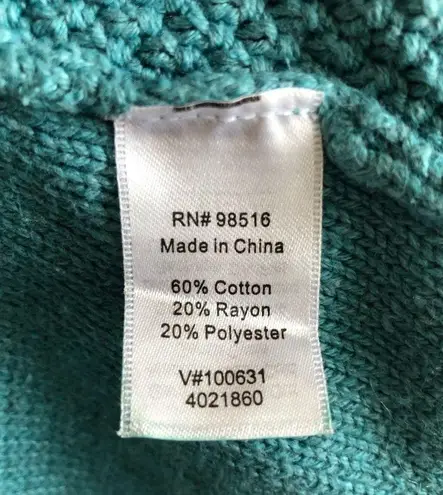 RN# 98516
Made in China
60% Cotton
20% Rayon
20% Polyester
V#100631
4021860